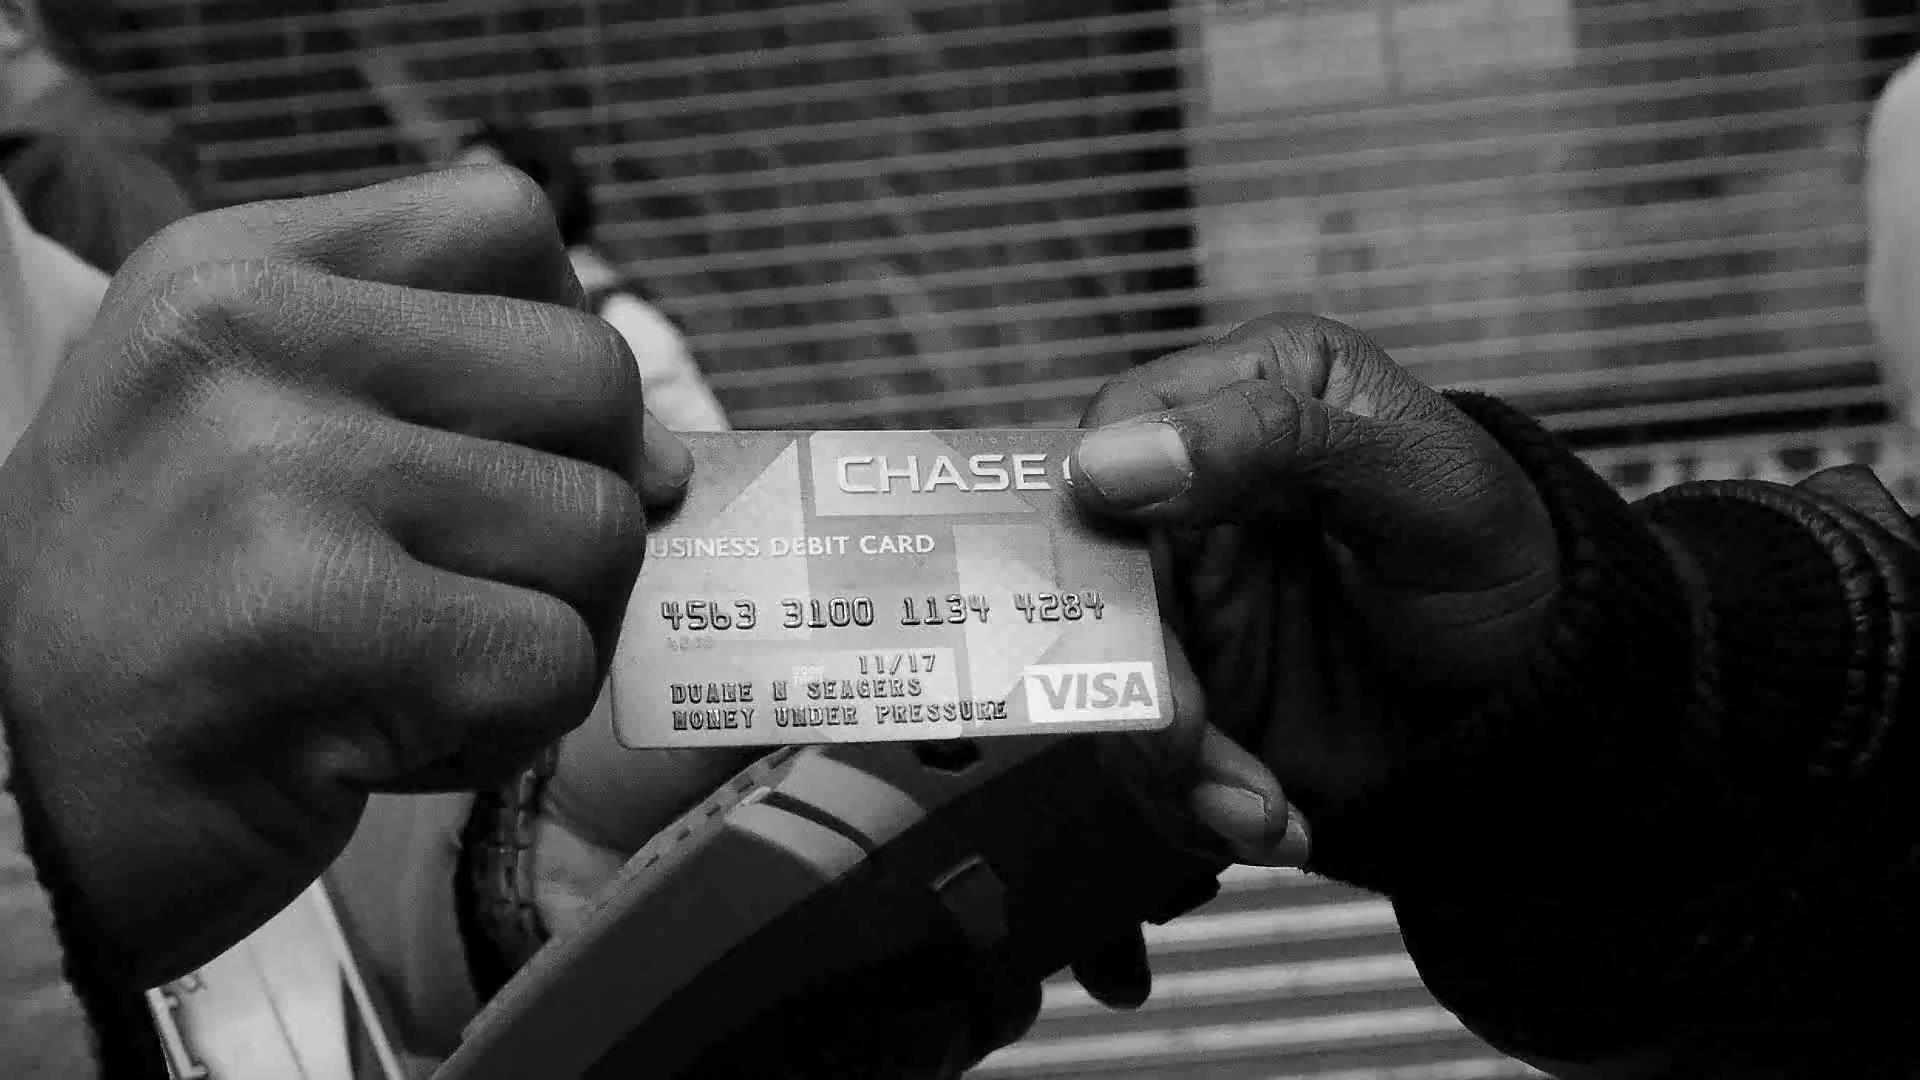 CHASE
USINESS DEBIT CARD
4563 3100 1134 4284
11/17
DUANE N SEAGERS
MONEY UNDER PRESSURE
VISA